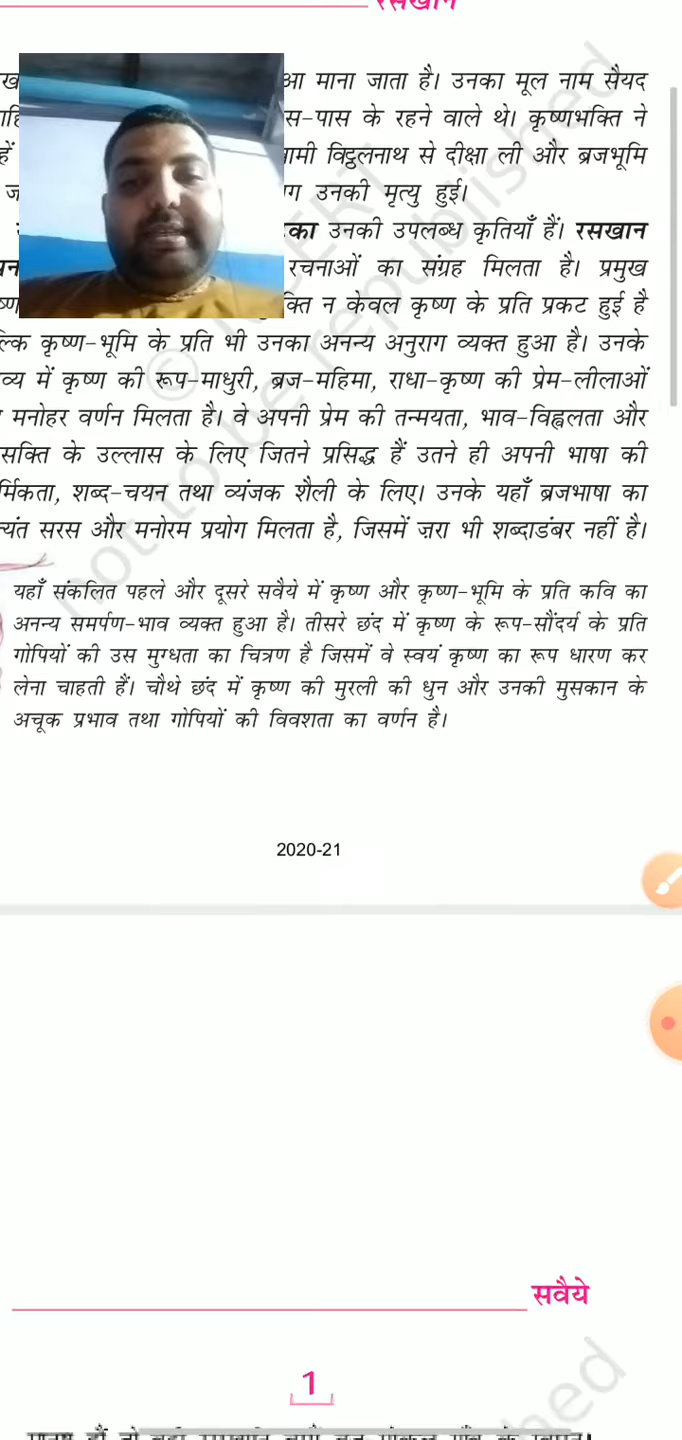 रसखान
आ माना जाता है। उनका मूल नाम सैयद
स-पास के रहने वाले थे। कृष्णभक्ति ने
हें मी विट्ठलनाथ से दीक्षा ली और ब्रजभूमि
उनकी मृत्यु हुई।
उनकी उपलब्ध कृतियाँ हैं। रसखान
रचनाओं का संग्रह मिलता है। प्रमुख
क्ति न केवल कृष्ण के प्रति प्रकट हुई है
ल्कि कृष्ण-भूमि के प्रति भी उनका अनन्य अनुराग व्यक्त हुआ है। उनके
व्य में कृष्ण की रूप-माधुरी, ब्रज-महिमा, राधा-कृष्ण की प्रेम-लीलाओं
मनोहर वर्णन मिलता है। वे अपनी प्रेम की तन्मयता, भाव-विह्वलता और
सक्ति के उल्लास के लिए जितने प्रसिद्ध हैं उतने ही अपनी भाषा की
र्मिकता, शब्द-चयन तथा व्यंजक शैली के लिए। उनके यहाँ ब्रजभाषा का
त्यंत सरस और मनोरम प्रयोग मिलता है, जिसमें ज़रा भी शब्दाडंबर नहीं है।
यहाँ संकलित पहले और दूसरे सवैये में कृष्ण और कृष्ण-भूमि के प्रति कवि का
अनन्य समर्पण-भाव व्यक्त हुआ है। तीसरे छंद में कृष्ण के रूप-सौंदर्य के प्रति
गोपियों की उस मुग्धता का चित्रण है जिसमें वे स्वयं कृष्ण का रूप धारण कर
लेना चाहती हैं। चौथे छंद में कृष्ण की मुरली की धुन और उनकी मुसकान के
अचूक प्रभाव तथा गोपियों की विवशता का वर्णन है।
2020-21
सवैये
1
not to be republished